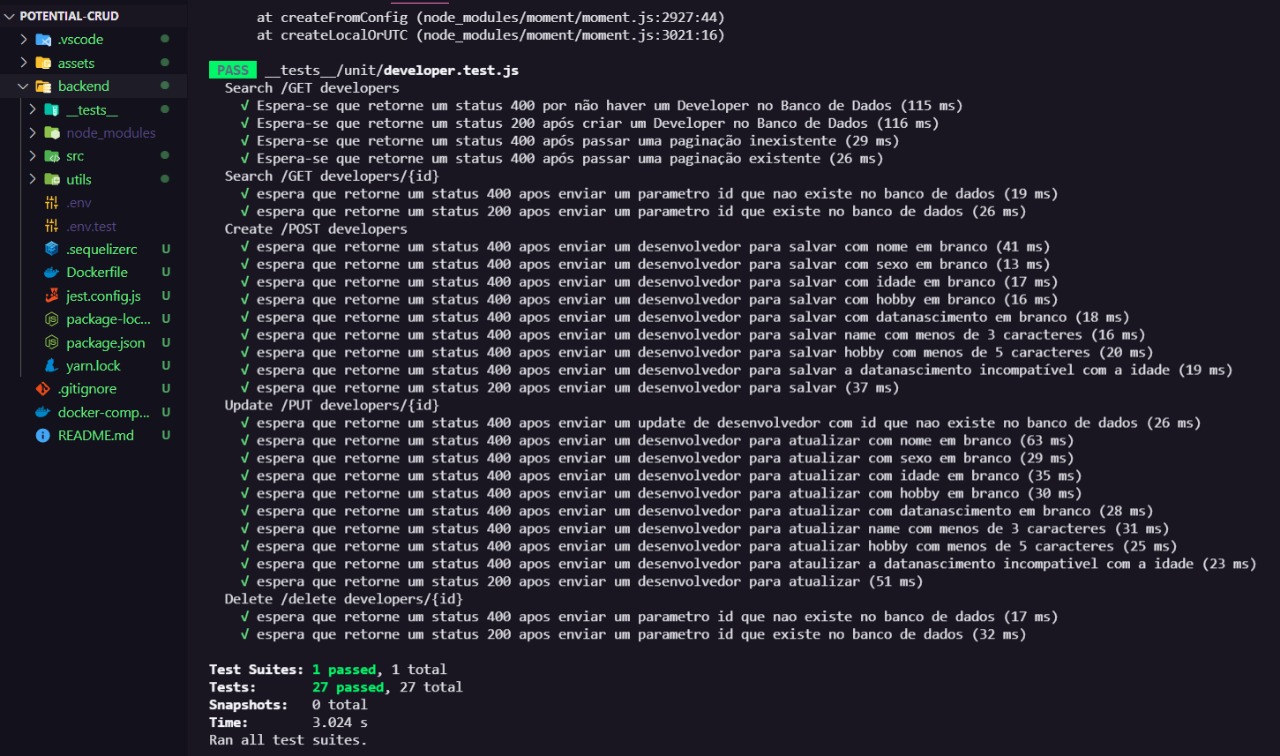 POTENTIAL-CRUD
.vscode
assets
backend
__tests__
node_modules
src
utils
.env
.env.test
.sequelizerc U
Dockerfile U
jest.config.js U
package-loc... U
package.json U
yarn.lock U
.gitignore U
docker-comp... U
README.md U
at createFromConfig (node_modules/moment/moment.js:2927:44)
at createLocalOrUTC (node_modules/moment/moment.js:3021:16)
PASS __tests__/unit/developer.test.js
Search /GET developers
√ Espera-se que retorne um status 400 por não haver um Developer no Banco de Dados (115 ms)
√ Espera-se que retorne um status 200 após criar um Developer no Banco de Dados (116 ms)
√ Espera-se que retorne um status 400 após passar uma paginação inexistente (29 ms)
√ Espera-se que retorne um status 400 após passar uma paginação existente (26 ms)
Search /GET developers/{id}
√ espera que retorne um status 400 apos enviar um parametro id que nao existe no banco de dados (19 ms)
√ espera que retorne um status 200 apos enviar um parametro id que existe no banco de dados (26 ms)
Create /POST developers
√ espera que retorne um status 400 apos enviar um desenvolvedor para salvar com nome em branco (41 ms)
√ espera que retorne um status 400 apos enviar um desenvolvedor para salvar com sexo em branco (13 ms)
√ espera que retorne um status 400 apos enviar um desenvolvedor para salvar com idade em branco (17 ms)
√ espera que retorne um status 400 apos enviar um desenvolvedor para salvar com hobby em branco (16 ms)
√ espera que retorne um status 400 apos enviar um desenvolvedor para salvar com datanascimento em branco (18 ms)
√ espera que retorne um status 400 apos enviar um desenvolvedor para salvar name com menos de 3 caracteres (16 ms)
√ espera que retorne um status 400 apos enviar um desenvolvedor para salvar hobby com menos de 5 caracteres (20 ms)
√ espera que retorne um status 400 apos enviar um desenvolvedor para salvar a datanascimento incompatível com a idade (19 ms)
√ espera que retorne um status 200 apos enviar um desenvolvedor para salvar (37 ms)
Update /PUT developers/{id}
√ espera que retorne um status 400 apos enviar um update de desenvolvedor com id que nao existe no banco de dados (26 ms)
√ espera que retorne um status 400 apos enviar um desenvolvedor para atualizar com nome em branco (63 ms)
√ espera que retorne um status 400 apos enviar um desenvolvedor para atualizar com sexo em branco (29 ms)
√ espera que retorne um status 400 apos enviar um desenvolvedor para atualizar com idade em branco (35 ms)
√ espera que retorne um status 400 apos enviar um desenvolvedor para atualizar com hobby em branco (30 ms)
√ espera que retorne um status 400 apos enviar um desenvolvedor para atualizar com datanascimento em branco (28 ms)
√ espera que retorne um status 400 apos enviar um desenvolvedor para atualizar name com menos de 3 caracteres (31 ms)
√ espera que retorne um status 400 apos enviar um desenvolvedor para atualizar hobby com menos de 5 caracteres (25 ms)
√ espera que retorne um status 400 apos enviar um desenvolvedor para ataulizar a datanascimento incompativel com a idade (23 ms)
√ espera que retorne um status 200 apos enviar um desenvolvedor para atualizar (51 ms)
Delete /delete developers/{id}
√ espera que retorne um status 400 apos enviar um parametro id que nao existe no banco de dados (17 ms)
√ espera que retorne um status 200 apos enviar um parametro id que existe no banco de dados (32 ms)
Test Suites: 1 passed, 1 total
Tests: 27 passed, 27 total
Snapshots: 0 total
Time: 3.024 s
Ran all test suites.